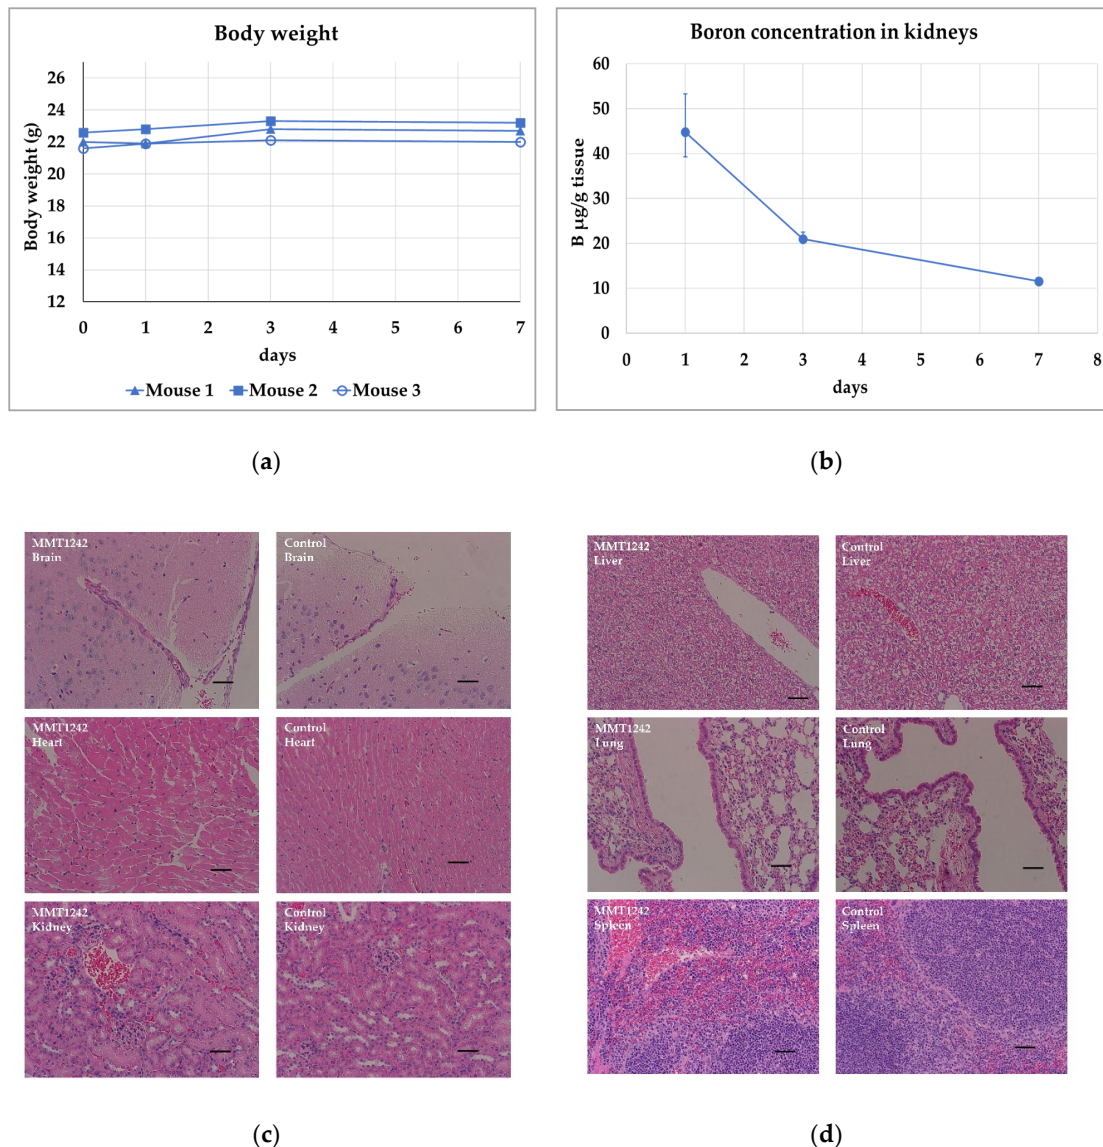 Body weight
26
24
22
20
18
16
14
12
Body weight (g)
0 1 2 3 4 5 6 7
days
Mouse 1 Mouse 2 Mouse 3
(a)
Boron concentration in kidneys
60
50
40
30
20
10
0
B µg/g tissue
0 1 2 3 4 5 6 7 8
days
(b)
MMT1242
Brain
Control
Brain
MMT1242
Heart
Control
Heart
MMT1242
Kidney
Control
Kidney
(c)
MMT1242
Liver
Control
Liver
MMT1242
Lung
Control
Lung
MMT1242
Spleen
Control
Spleen
(d)